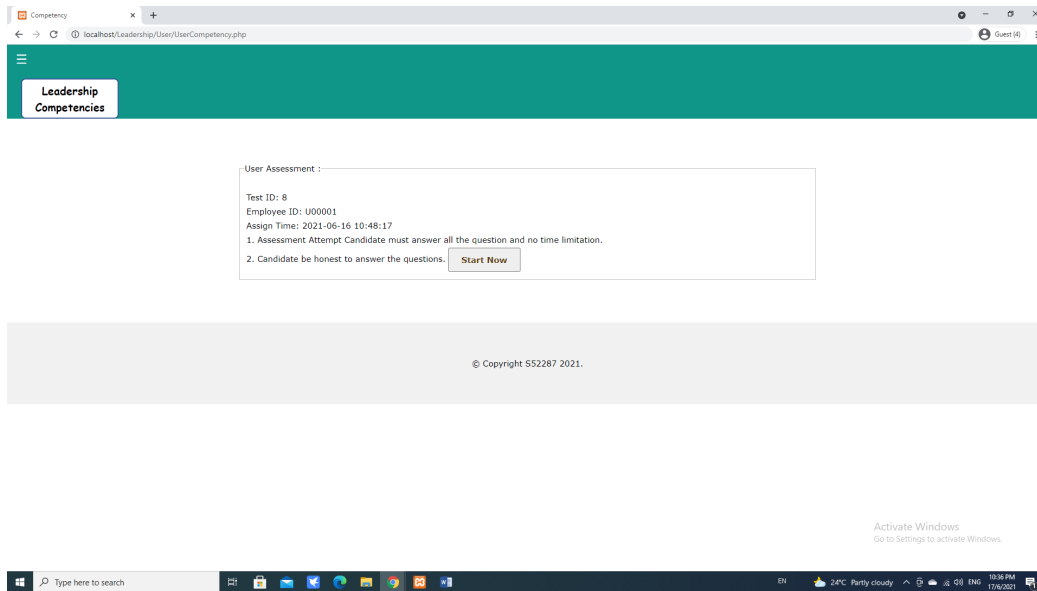 Competency
localhost/Leadership/User/UserCompetency.php
Guest (4)
Leadership
Competencies
User Assessment :
Test ID: 8
Employee ID: U00001
Assign Time: 2021-06-16 10:48:17
1. Assessment Attempt Candidate must answer all the question and no time limitation.
2. Candidate be honest to answer the questions. Start Now
© Copyright S52287 2021.
Activate Windows
Go to Settings to activate Windows.
Type here to search
EN
24°C Partly cloudy
ENG
10:36 PM
17/6/2021